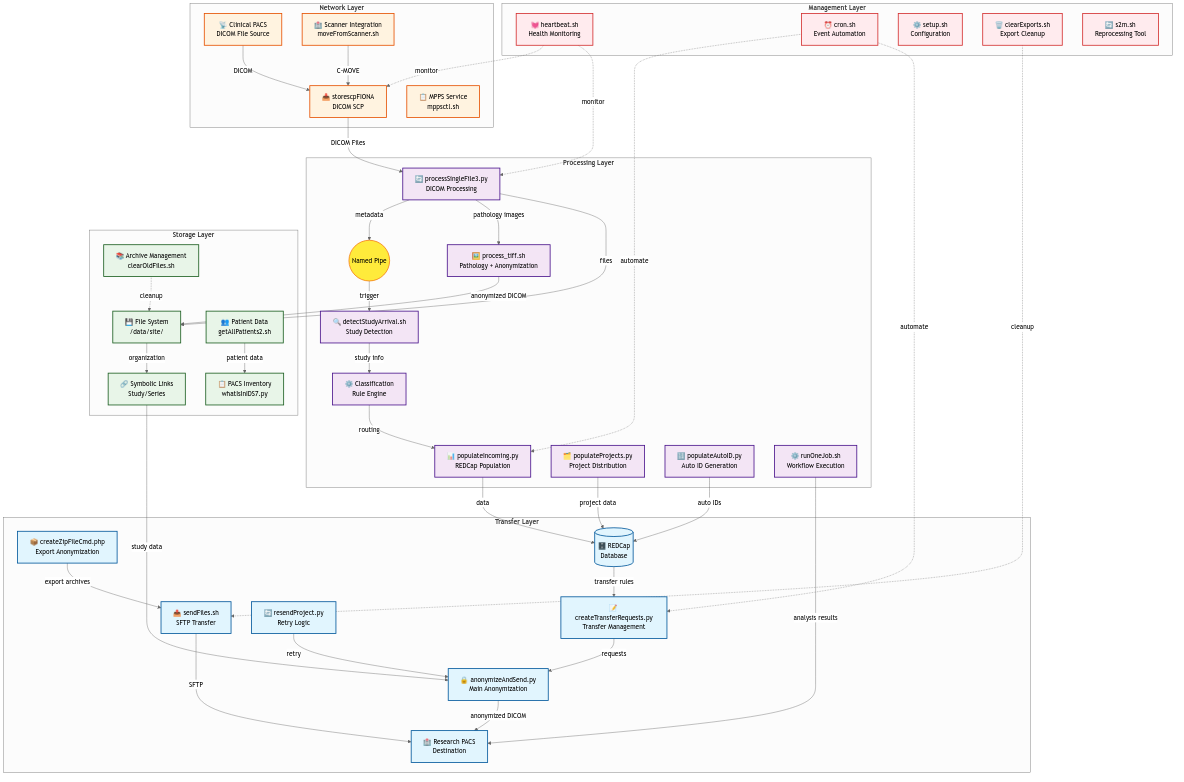 Network Layer
📡 Clinical PACS
DICOM File Source
🏥 Scanner Integration
moveFromScanner.sh
DICOM
C-MOVE
monitor
📥 storescpFIONA
DICOM SCP
📋 MPPS Service
mppsctl.sh
Management Layer
💓 heartbeat.sh
Health Monitoring
⏰ cron.sh
Event Automation
⚙️ setup.sh
Configuration
🗑️ clearExports.sh
Export Cleanup
🔄 s2m.sh
Reprocessing Tool
monitor
DICOM Files
Processing Layer
🔄 processSingleFile3.py
DICOM Processing
metadata
pathology images
Named Pipe
🖼️ process_tiff.sh
Pathology + Anonymization
files
automate
trigger
anonymized DICOM
🔍 detectStudyArrival.sh
Study Detection
study info
⚙️ Classification
Rule Engine
routing
📊 populateIncoming.py
REDCap Population
🗂️ populateProjects.py
Project Distribution
🔢 populateAutoID.py
Auto ID Generation
⚙️ runOneJob.sh
Workflow Execution
automate
cleanup
Storage Layer
📚 Archive Management
clearOldFiles.sh
cleanup
💾 File System
/data/site/
👥 Patient Data
getAllPatients2.sh
organization
patient data
🔗 Symbolic Links
Study/Series
📋 PACS Inventory
whatIsInIDS7.py
data
project data
auto IDs
Transfer Layer
📦 createZipFileCmd.php
Export Anonymization
study data
🗄️ REDCap
Database
export archives
transfer rules
📤 sendFiles.sh
SFTP Transfer
🔄 resendProject.py
Retry Logic
📝
createTransferRequests.py
Transfer Management
analysis results
retry
requests
SFTP
🔒 anonymizeAndSend.py
Main Anonymization
anonymized DICOM
🏥 Research PACS
Destination